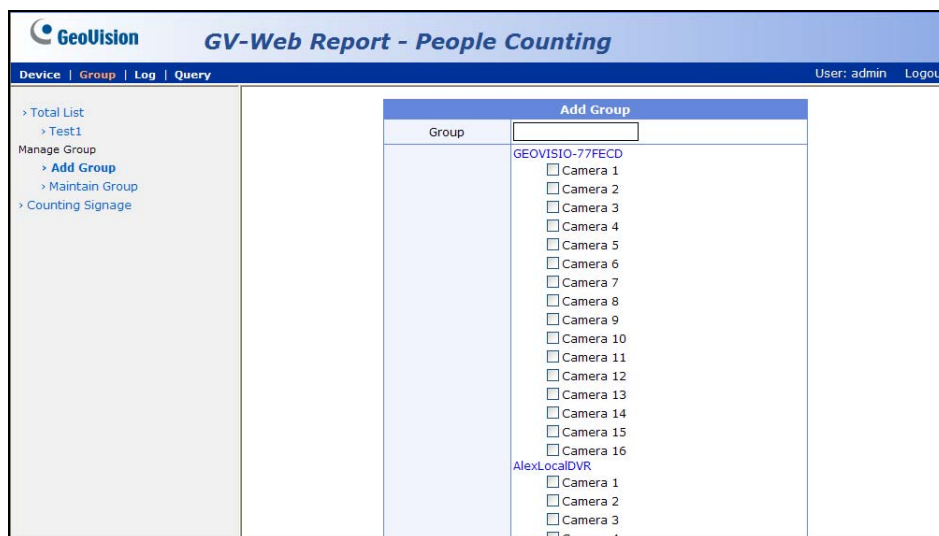 GeoVision
GV-Web Report - People Counting
Device | Group | Log | Query
User: admin
› Total List
› Test1
Manage Group
› Add Group
› Maintain Group
› Counting Signage
Add Group
Group
GEOVISIO-77FECD
Camera 1
Camera 2
Camera 3
Camera 4
Camera 5
Camera 6
Camera 7
Camera 8
Camera 9
Camera 10
Camera 11
Camera 12
Camera 13
Camera 14
Camera 15
Camera 16
AlexLocalDVR
Camera 1
Camera 2
Camera 3